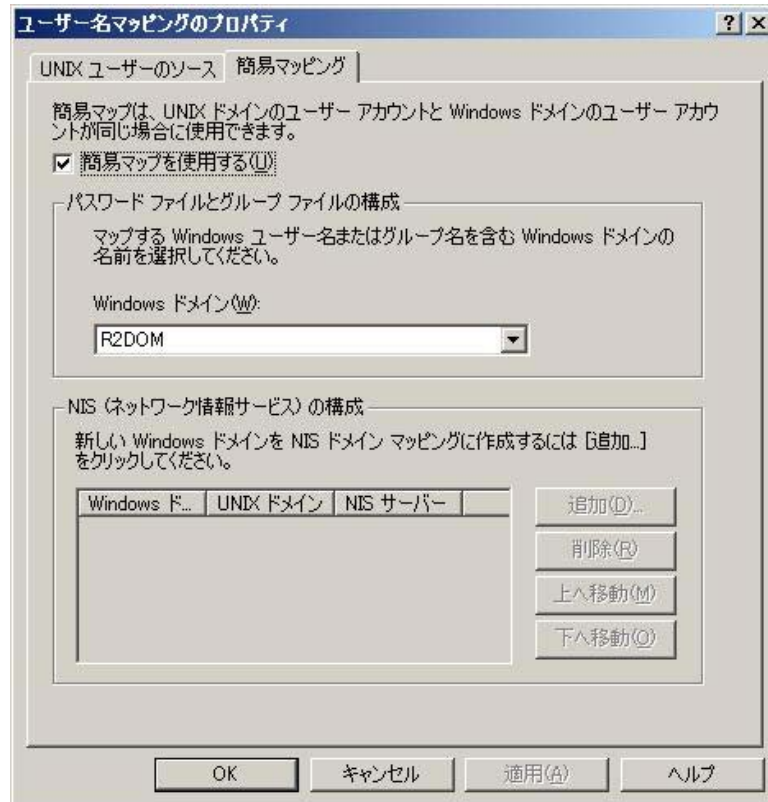 ユーザー名マッピングのプロパティ
UNIX ユーザーのソース
簡易マッピング
簡易マップは、UNIX ドメインのユーザー アカウントと Windows ドメインのユーザー アカウ
ントが同じ場合に使用できます。
簡易マップを使用する(U)
パスワード ファイルとグループ ファイルの構成
マップする Windows ユーザー名またはグループ名を含む Windows ドメインの
名前を選択してください。
Windows ドメイン(W):
R2DOM
NIS (ネットワーク情報サービス) の構成
新しい Windows ドメインを NIS ドメイン マッピングに作成するには [追加...]
をクリックしてください。
Windows ド... UNIX ドメイン NIS サーバー
追加(D)...
削除(R)
上へ移動(M)
下へ移動(O)
OK キャンセル 適用(A) ヘルプ